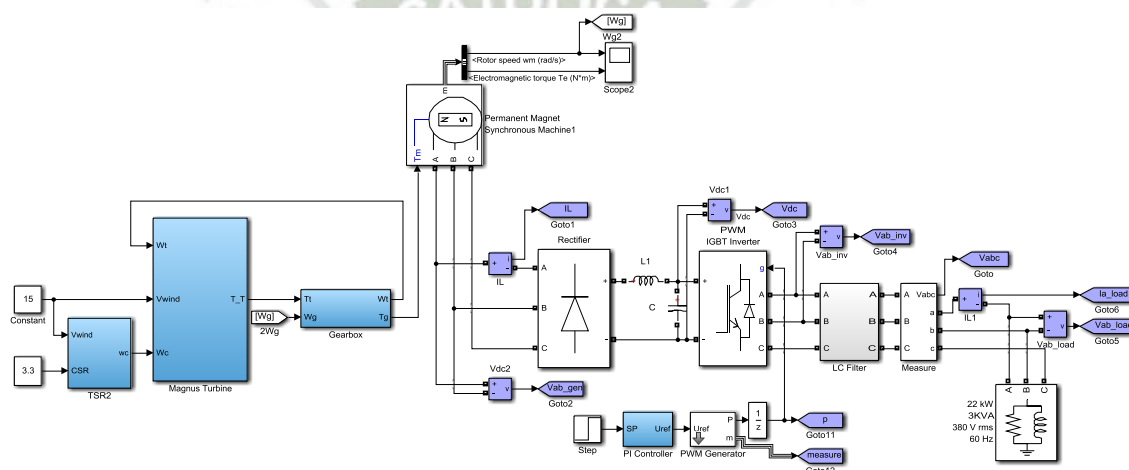 [Wg]
Wg2
<Rotor speed wm (rad/s)>
<Electromagnetic torque Te (N*m)>
Scope2
m
Permanent Magnet
Synchronous Machine1
N S
Tm
A
B
C
Vdc1
+
v
-
Vdc
Vdc
Goto3
PWM
IGBT Inverter
IL
Goto1
+
i
-
IL
Rectifier
A
B
C
+
-
L1
C
g
+
-
A
B
C
+
v
-
Vab_inv
Vab_inv
Goto4
Vabc
Goto
A
B
C
A
B
C
LC Filter
A
B
C
Vabc
a
b
c
Measure
+
i
-
IL1
Ia_load
Goto6
+
v
-
Vab_load
Goto5
Vab_load
Wt
Vwind
Wc
T_T
Magnus Turbine
15
Constant
3.3
Vwind
CSR
wc
TSR2
[Wg]
2Wg
Tt
Wg
Wt
Tg
Gearbox
Vdc2
+
v
-
Vab_gen
Goto2
A B C
22 kW
3KVA
380 V rms
60 Hz
Step
SP Uref
PI Controller
Uref
P
m
PWM Generator
1
z
p
Goto11
measure